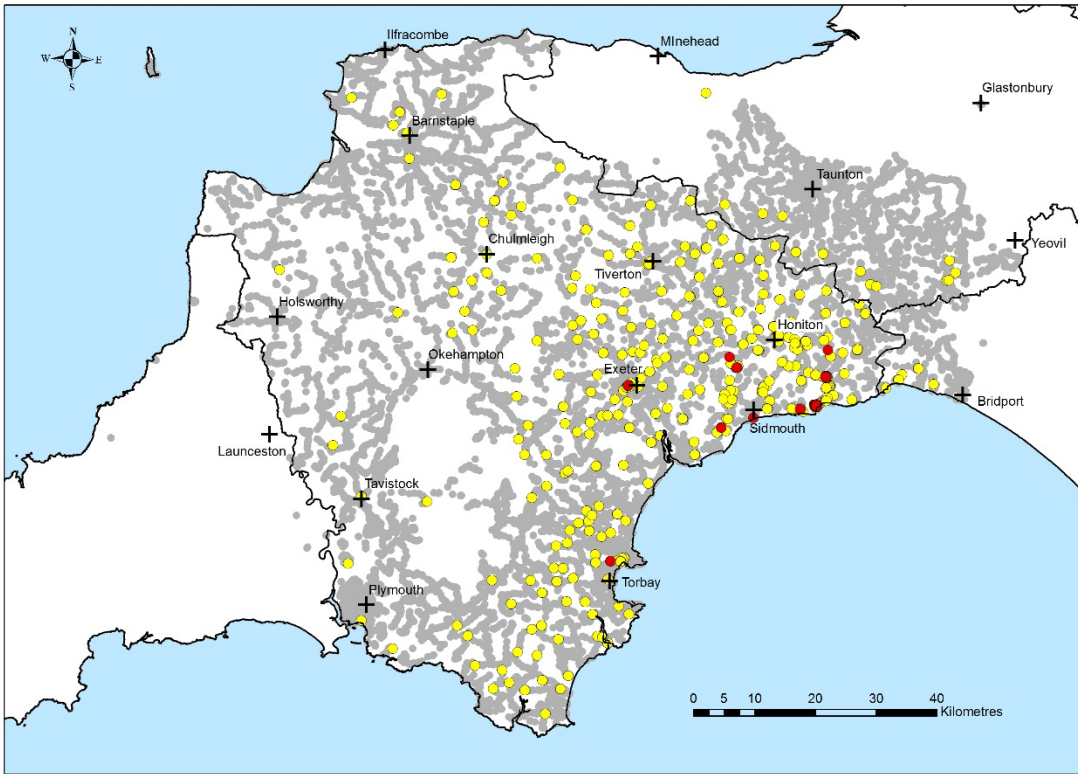 Ilfracombe
MInehead
N
W
E
S
Glastonbury
Barnstaple
Taunton
Yeovil
Chulmleigh
Tiverton
Holsworthy
Honiton
Okehampton
Exeter
Bridport
Sidmouth
Launceston
Tavistock
Torbay
Plymouth
0 5 10 20 30 40
Kilometres